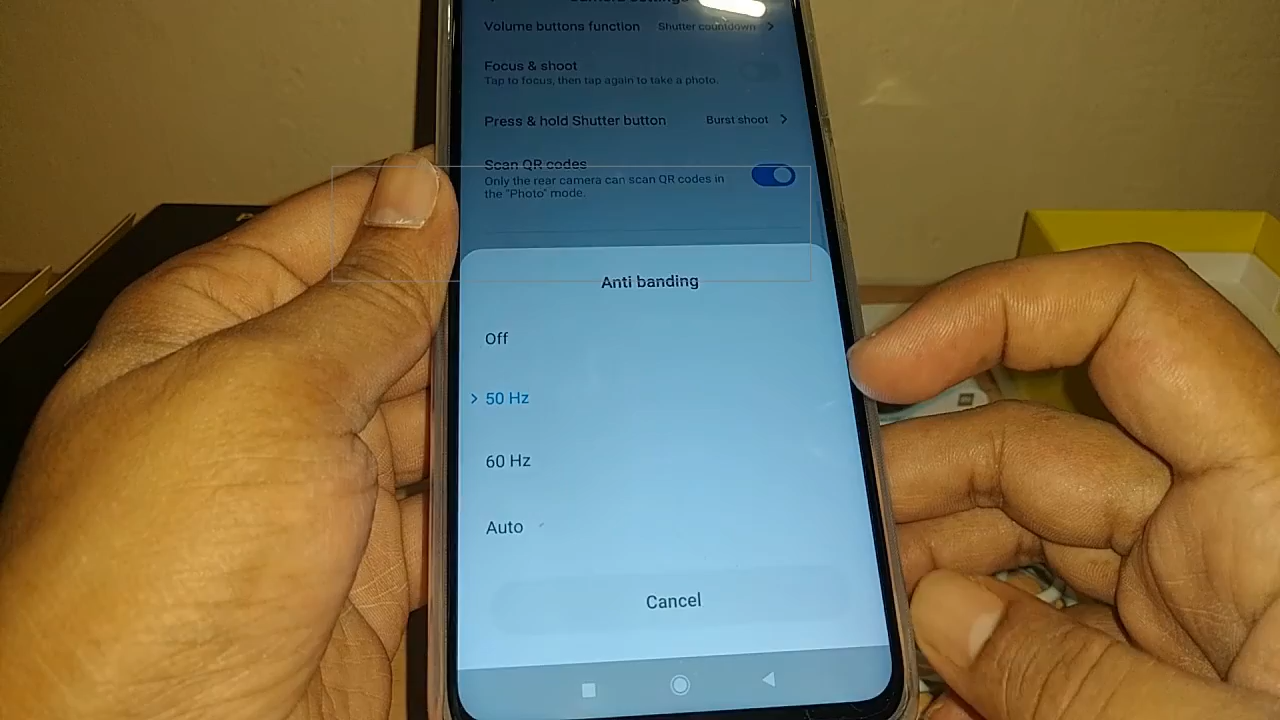 Camera settings
Volume buttons function Shutter countdown
Focus & shoot
Tap to focus, then tap again to take a photo.
Press & hold Shutter button Burst shoot
Scan QR codes
Only the rear camera can scan QR codes in
the "Photo" mode.
Anti banding
Off
50 Hz
60 Hz
Auto
Cancel